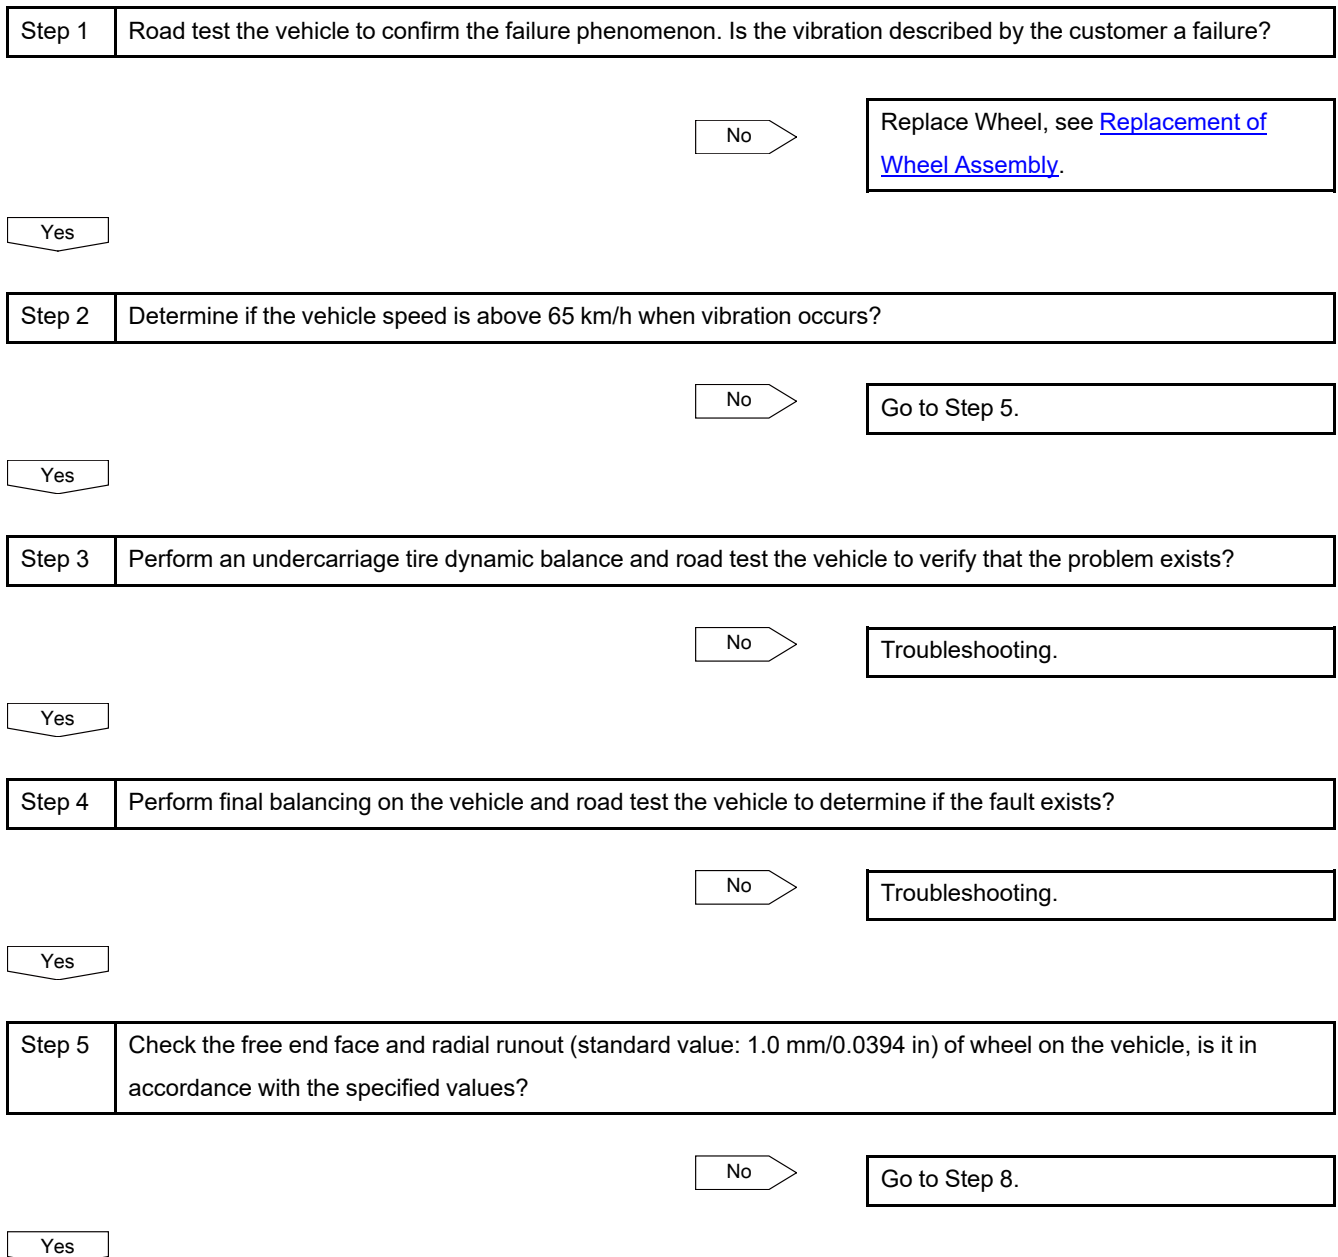 Step 1 Road test the vehicle to confirm the failure phenomenon. Is the vibration described by the customer a failure?
No Replace Wheel, see Replacement of
Wheel Assembly.
Yes
Step 2 Determine if the vehicle speed is above 65 km/h when vibration occurs?
No Go to Step 5.
Yes
Step 3 Perform an undercarriage tire dynamic balance and road test the vehicle to verify that the problem exists?
No Troubleshooting.
Yes
Step 4 Perform final balancing on the vehicle and road test the vehicle to determine if the fault exists?
No Troubleshooting.
Yes
Step 5 Check the free end face and radial runout (standard value: 1.0 mm/0.0394 in) of wheel on the vehicle, is it in
accordance with the specified values?
No Go to Step 8.
Yes